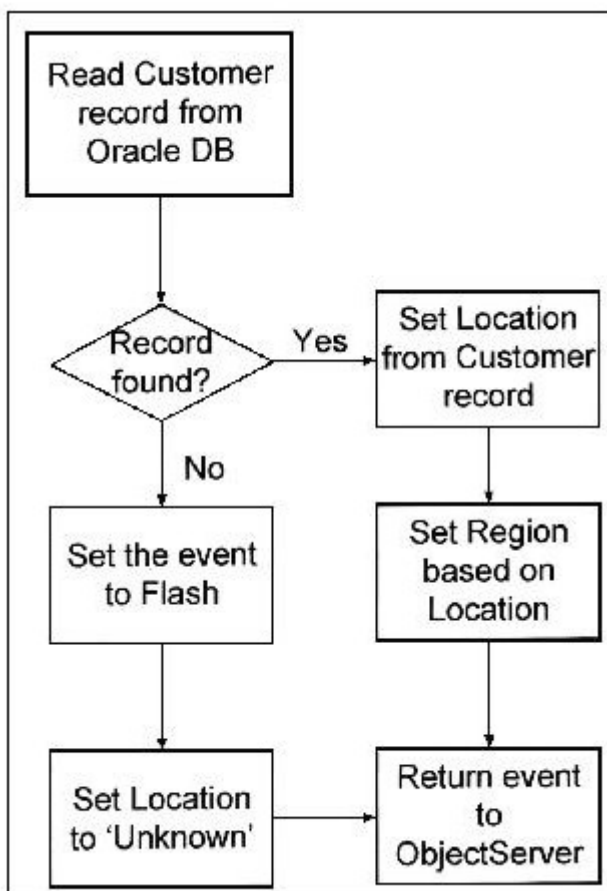 Read Customer
record from
Oracle DB
Record
found?
Yes
Set Location
from Customer
record
No
Set the event
to Flash
Set Region
based on
Location
Set Location
to ‘Unknown’
Return event
to
ObjectServer